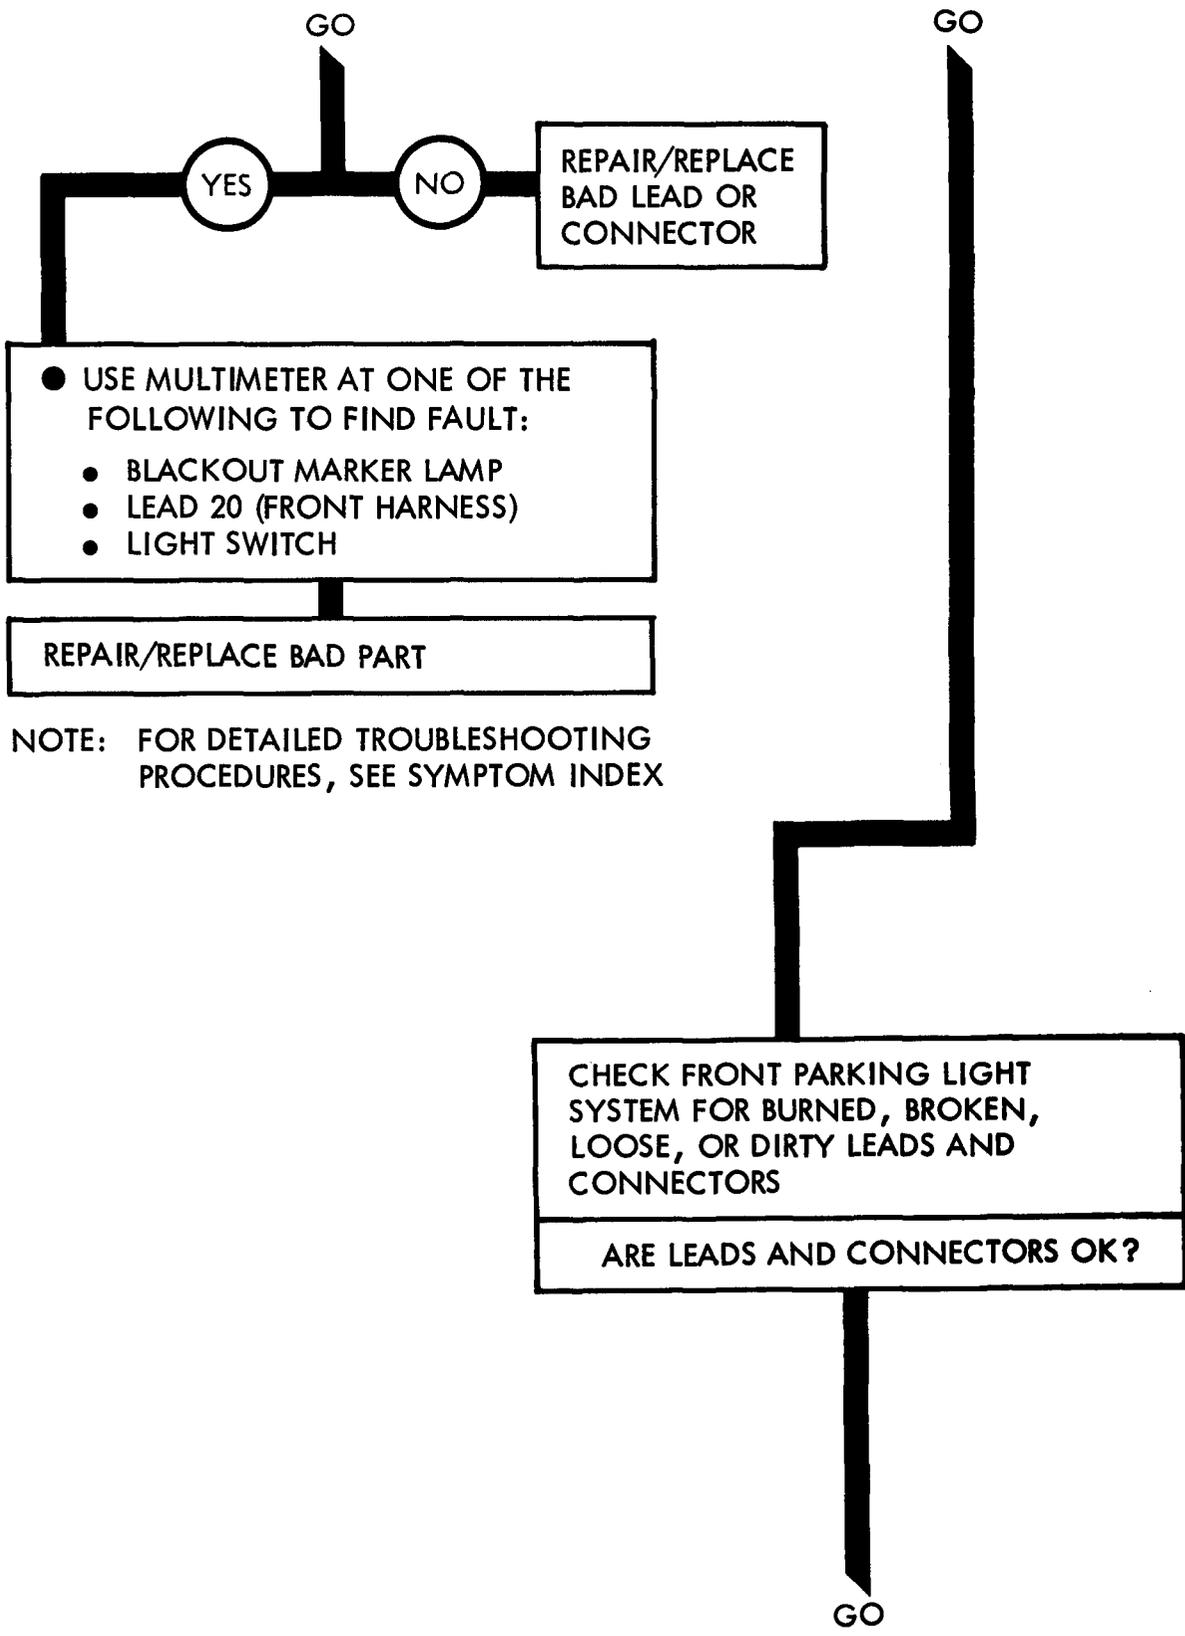 GO
GO
YES
NO
REPAIR/REPLACE
BAD LEAD OR
CONNECTOR
● USE MULTIMETER AT ONE OF THE
FOLLOWING TO FIND FAULT:
● BLACKOUT MARKER LAMP
● LEAD 20 (FRONT HARNESS)
● LIGHT SWITCH
REPAIR/REPLACE BAD PART
NOTE: FOR DETAILED TROUBLESHOOTING
PROCEDURES, SEE SYMPTOM INDEX
CHECK FRONT PARKING LIGHT
SYSTEM FOR BURNED, BROKEN,
LOOSE, OR DIRTY LEADS AND
CONNECTORS
ARE LEADS AND CONNECTORS OK?
GO